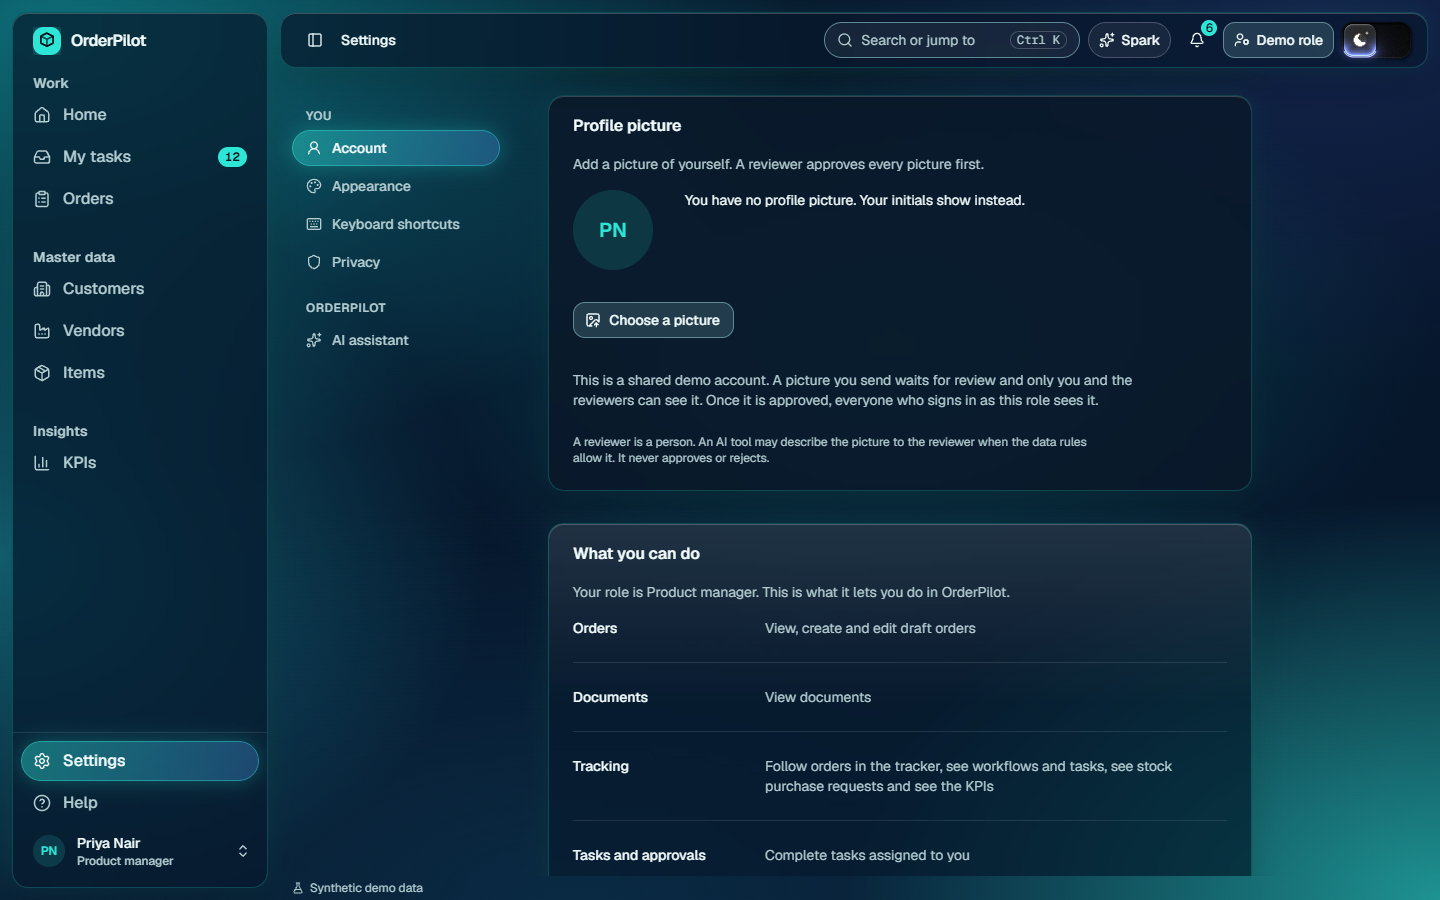 OrderPilot
Work
Home
My tasks
12
Orders
Master data
Customers
Vendors
Items
Insights
KPIs
Settings
Help
PN
Priya Nair
Product manager
Settings
Search or jump to
Ctrl K
Spark
6
Demo role
YOU
Account
Appearance
Keyboard shortcuts
Privacy
ORDERPILOT
AI assistant
Profile picture
Add a picture of yourself. A reviewer approves every picture first.
PN
You have no profile picture. Your initials show instead.
Choose a picture
This is a shared demo account. A picture you send waits for review and only you and the
reviewers can see it. Once it is approved, everyone who signs in as this role sees it.
A reviewer is a person. An AI tool may describe the picture to the reviewer when the data rules
allow it. It never approves or rejects.
What you can do
Your role is Product manager. This is what it lets you do in OrderPilot.
Orders
View, create and edit draft orders
Documents
View documents
Tracking
Follow orders in the tracker, see workflows and tasks, see stock
purchase requests and see the KPIs
Tasks and approvals
Complete tasks assigned to you
Synthetic demo data